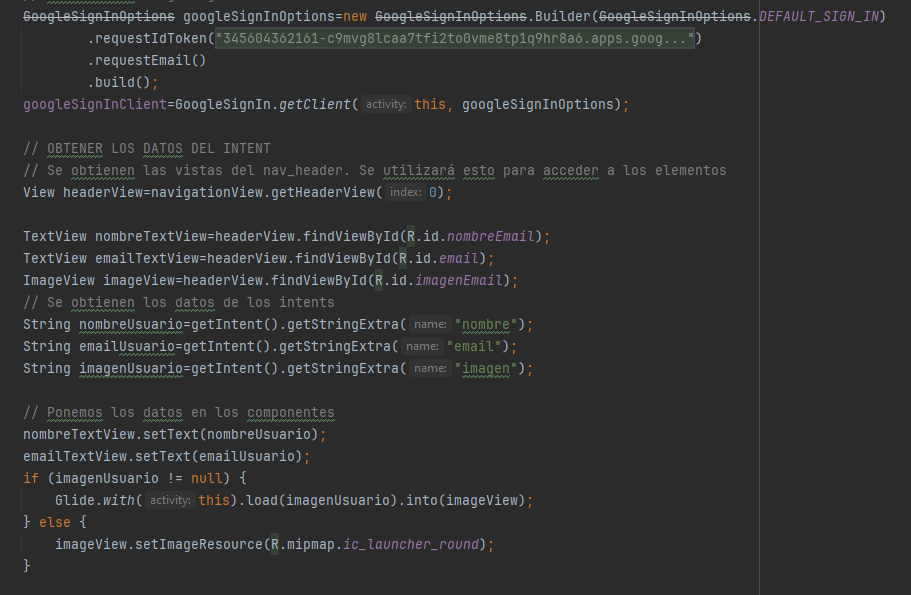 GoogleSignInOptions googleSignInOptions=new GoogleSignInOptions.Builder(GoogleSignInOptions.DEFAULT_SIGN_IN)
.requestIdToken("345604362161-c9mvg8lcaa7tfi2to0vme8tp1q9hr8a6.apps.goog...")
.requestEmail()
.build();
googleSignInClient=GoogleSignIn.getClient( activity: this, googleSignInOptions);
// OBTENER LOS DATOS DEL INTENT
// Se obtienen las vistas del nav_header. Se utilizará esto para acceder a los elementos
View headerView=navigationView.getHeaderView( index: 0);
TextView nombreTextView=headerView.findViewById(R.id.nombreEmail);
TextView emailTextView=headerView.findViewById(R.id.email);
ImageView imageView=headerView.findViewById(R.id.imagenEmail);
// Se obtienen los datos de los intents
String nombreUsuario=getIntent().getStringExtra( name: "nombre");
String emailUsuario=getIntent().getStringExtra( name: "email");
String imagenUsuario=getIntent().getStringExtra( name: "imagen");
// Ponemos los datos en los componentes
nombreTextView.setText(nombreUsuario);
emailTextView.setText(emailUsuario);
if (imagenUsuario != null) {
Glide.with( activity: this).load(imagenUsuario).into(imageView);
} else {
imageView.setImageResource(R.mipmap.ic_launcher_round);
}